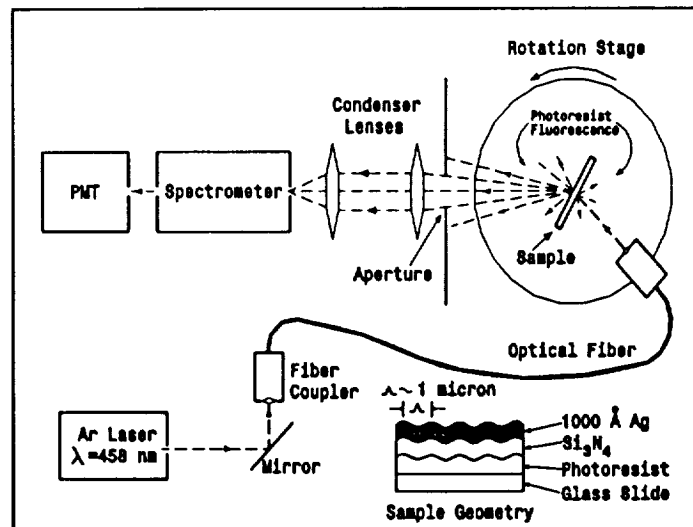 Rotation Stage
Condenser
Lenses
Photoresist
Fluorescence
PMT
Spectrometer
Aperture
Sample
Optical Fiber
Fiber
Coupler
Λ~1 micron
Λ
Ar Laser
λ=458 nm
Mirror
1000 Å Ag
Si₃N₄
Photoresist
Glass Slide
Sample Geometry